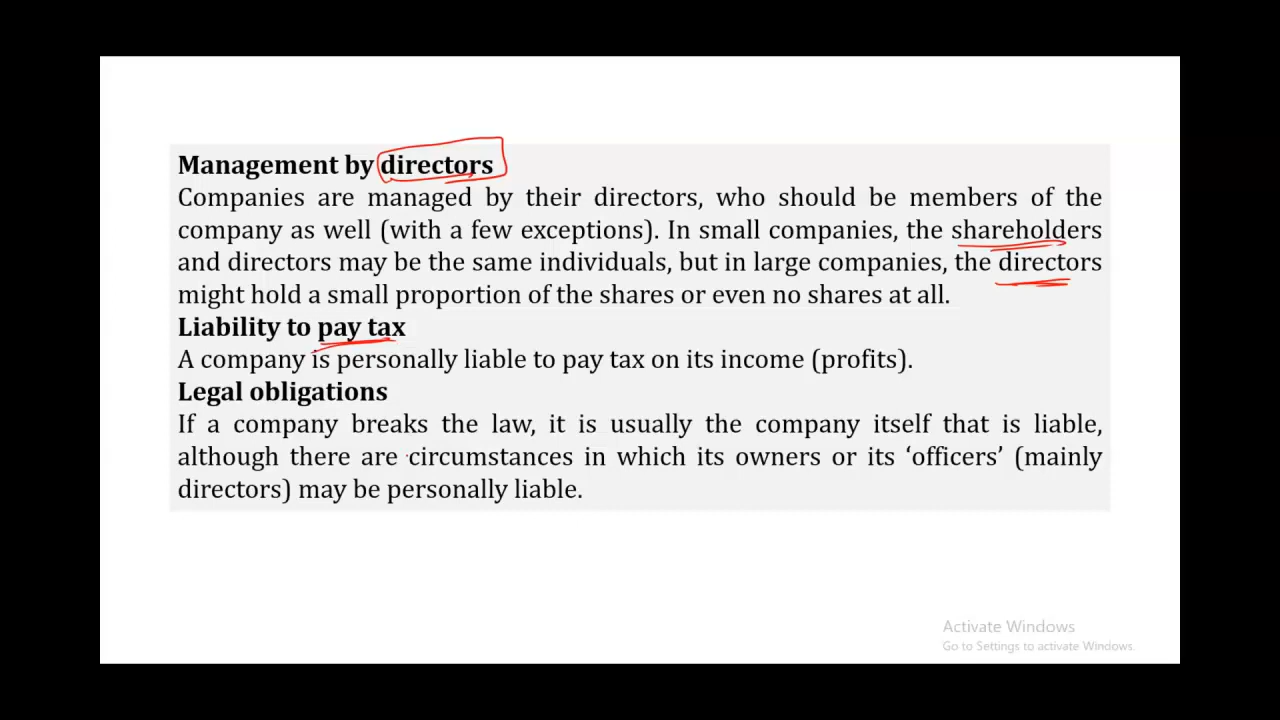 Management by directors
Companies are managed by their directors, who should be members of the
company as well (with a few exceptions). In small companies, the shareholders
and directors may be the same individuals, but in large companies, the directors
might hold a small proportion of the shares or even no shares at all.
Liability to pay tax
A company is personally liable to pay tax on its income (profits).
Legal obligations
If a company breaks the law, it is usually the company itself that is liable,
although there are circumstances in which its owners or its ‘officers’ (mainly
directors) may be personally liable.
Activate Windows
Go to Settings to activate Windows.